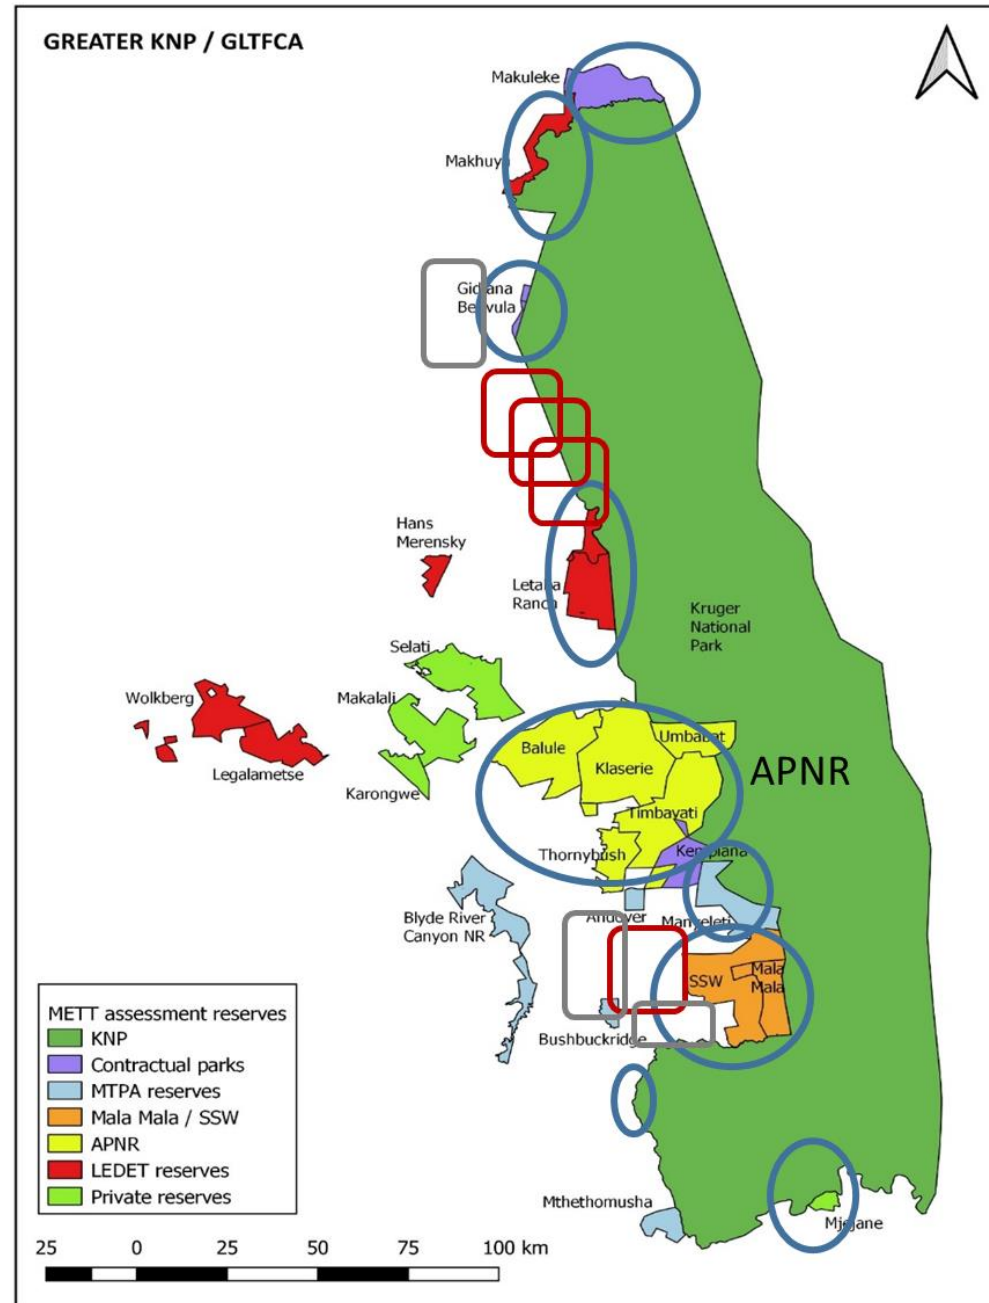 GREATER KNP / GLTFCA
Makuleke
Gidjana
Hans
Merensky
Ranch
Kruger
National
Park
Selati
Wolkberg
Makalali
Umbabat
Balule
APNR
Klaserie
Legalametse
Karongwe
Timbavati
Thornybush
Kempiana
Andover
Manyeleti
Blyde River
Canyon NR
SSW
Mala
Mala
Bushbuckridge
METT assessment reserves
KNP
Contractual parks
MTPA reserves
Mala Mala / SSW
APNR
LEDET reserves
Private reserves
Mthethomusha
Mjejane
25 0 25 50 75 100 km